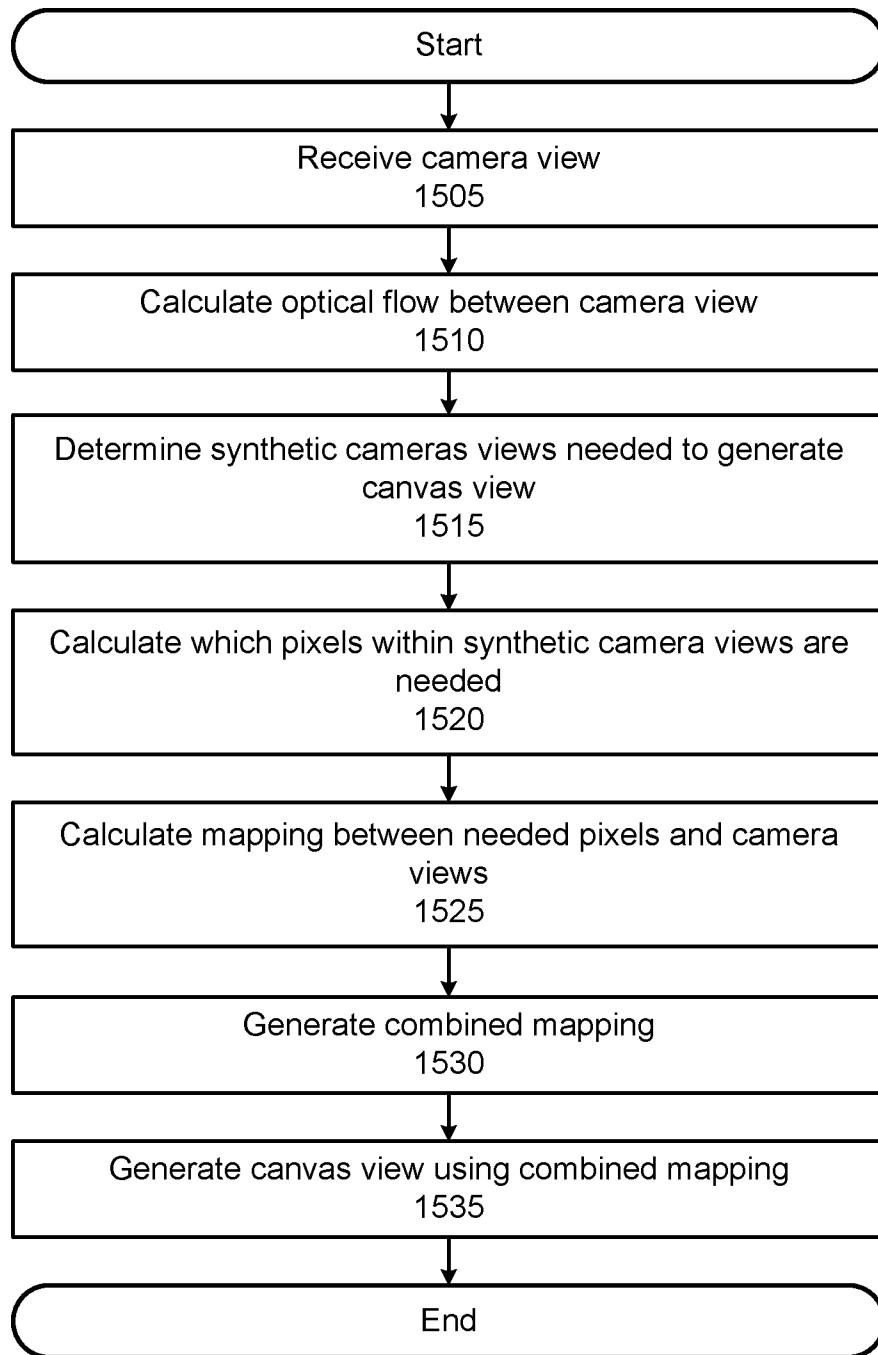 Start
Receive camera view
1505
Calculate optical flow between camera view
1510
Determine synthetic cameras views needed to generate
canvas view
1515
Calculate which pixels within synthetic camera views are
needed
1520
Calculate mapping between needed pixels and camera
views
1525
Generate combined mapping
1530
Generate canvas view using combined mapping
1535
End